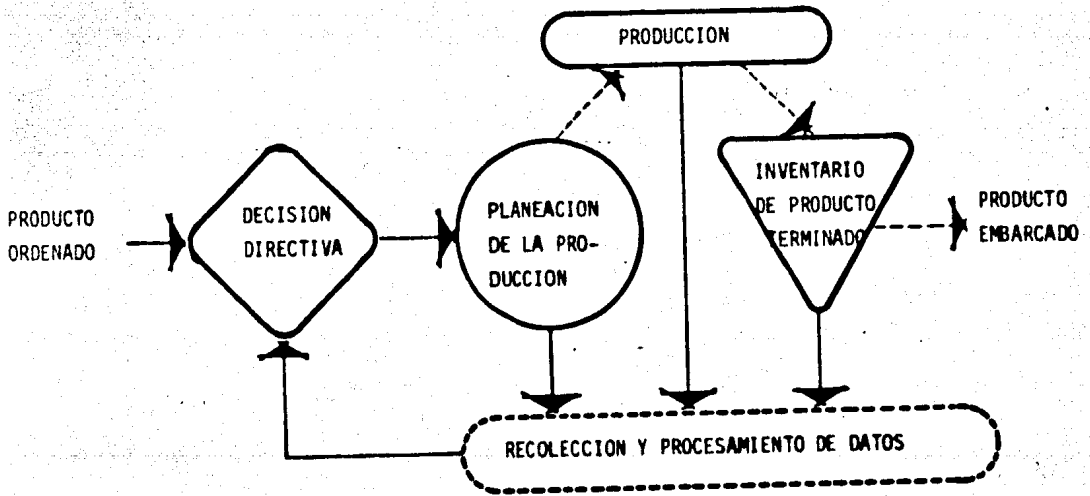 PRODUCCION
PRODUCTO
ORDENADO
DECISION
DIRECTIVA
PLANEACION
DE LA PRO-
DUCCION
INVENTARIO
DE PRODUCTO
TERMINADO
PRODUCTO
EMBARCADO
RECOLECCION Y PROCESAMIENTO DE DATOS